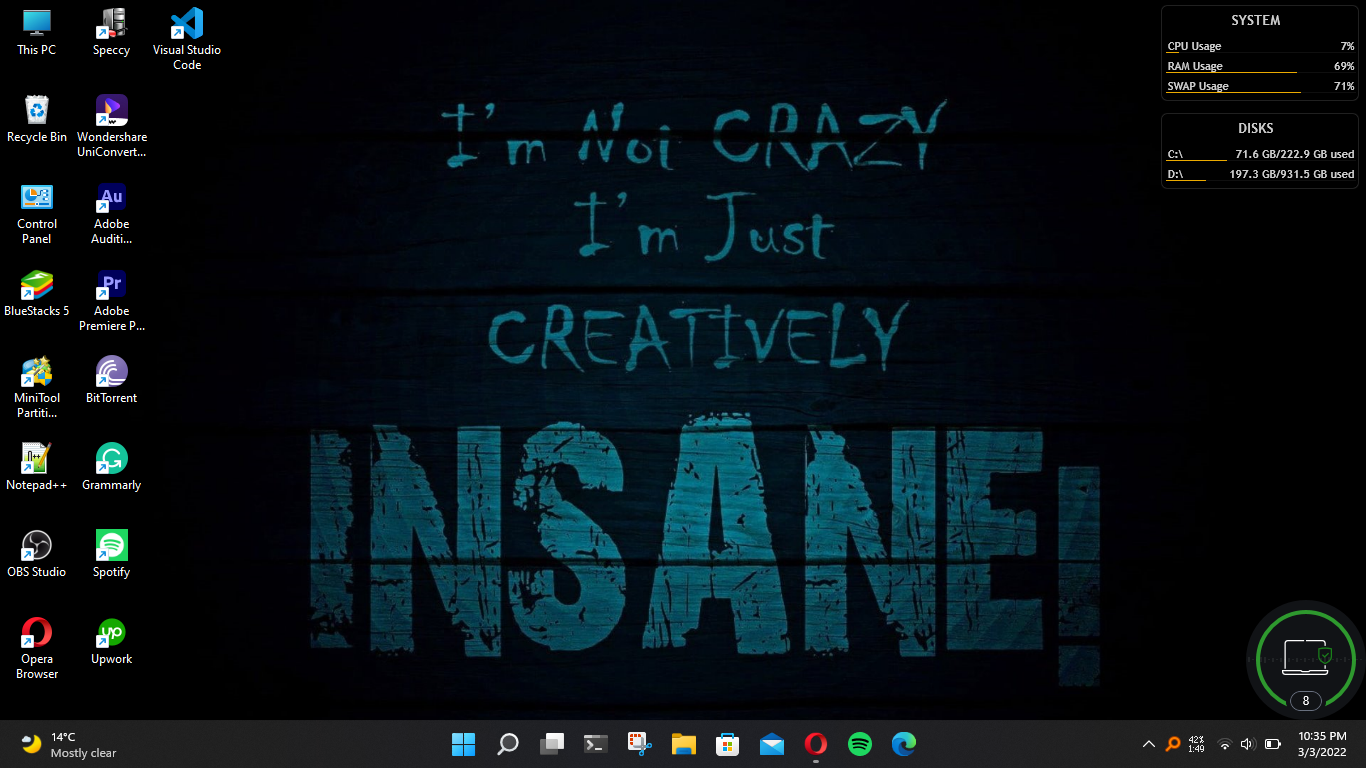 This PC
Speccy
Visual Studio
Code
Recycle Bin
Wondershare
UniConvert...
Control
Panel
Au
Adobe
Auditi...
BlueStacks 5
Pr
Adobe
Premiere P...
MiniTool
Partiti...
BitTorrent
N++
Notepad++
Grammarly
OBS Studio
Spotify
Opera
Browser
up
Upwork
I'm Not CRAZY
I'm Just
CREATIVELY
INSANE!
SYSTEM
CPU Usage 7%
RAM Usage 69%
SWAP Usage 71%
DISKS
C:\ 71.6 GB/222.9 GB used
D:\ 197.3 GB/931.5 GB used
8
14°C
Mostly clear
42%
1:49
10:35 PM
3/3/2022